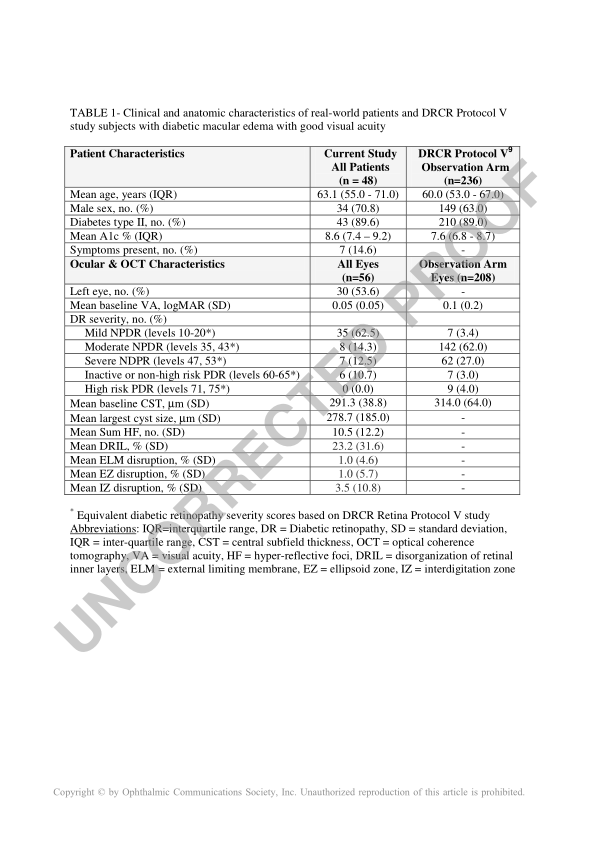 TABLE 1- Clinical and anatomic characteristics of real-world patients and DRCR Protocol V
study subjects with diabetic macular edema with good visual acuity
Patient Characteristics Current Study All Patients (n = 48) DRCR Protocol V9 Observation Arm (n=236)
Mean age, years (IQR) 63.1 (55.0 - 71.0) 60.0 (53.0 - 67.0)
Male sex, no. (%) 34 (70.8) 149 (63.0)
Diabetes type II, no. (%) 43 (89.6) 210 (89.0)
Mean A1c % (IQR) 8.6 (7.4 – 9.2) 7.6 (6.8 - 8.7)
Symptoms present, no. (%) 7 (14.6) -
Ocular & OCT Characteristics All Eyes (n=56) Observation Arm Eyes (n=208)
Left eye, no. (%) 30 (53.6) -
Mean baseline VA, logMAR (SD) 0.05 (0.05) 0.1 (0.2)
DR severity, no. (%)
Mild NPDR (levels 10-20*) 35 (62.5) 7 (3.4)
Moderate NPDR (levels 35, 43*) 8 (14.3) 142 (62.0)
Severe NDPR (levels 47, 53*) 7 (12.5) 62 (27.0)
Inactive or non-high risk PDR (levels 60-65*) 6 (10.7) 7 (3.0)
High risk PDR (levels 71, 75*) 0 (0.0) 9 (4.0)
Mean baseline CST, µm (SD) 291.3 (38.8) 314.0 (64.0)
Mean largest cyst size, µm (SD) 278.7 (185.0) -
Mean Sum HF, no. (SD) 10.5 (12.2) -
Mean DRIL, % (SD) 23.2 (31.6) -
Mean ELM disruption, % (SD) 1.0 (4.6) -
Mean EZ disruption, % (SD) 1.0 (5.7) -
Mean IZ disruption, % (SD) 3.5 (10.8) -
* Equivalent diabetic retinopathy severity scores based on DRCR Retina Protocol V study
Abbreviations: IQR=interquartile range, DR = Diabetic retinopathy, SD = standard deviation,
IQR = inter-quartile range, CST = central subfield thickness, OCT = optical coherence
tomography, VA = visual acuity, HF = hyper-reflective foci, DRIL = disorganization of retinal
inner layers, ELM = external limiting membrane, EZ = ellipsoid zone, IZ = interdigitation zone
UNCORRECTED PROOF
Copyright © by Ophthalmic Communications Society, Inc. Unauthorized reproduction of this article is prohibited.